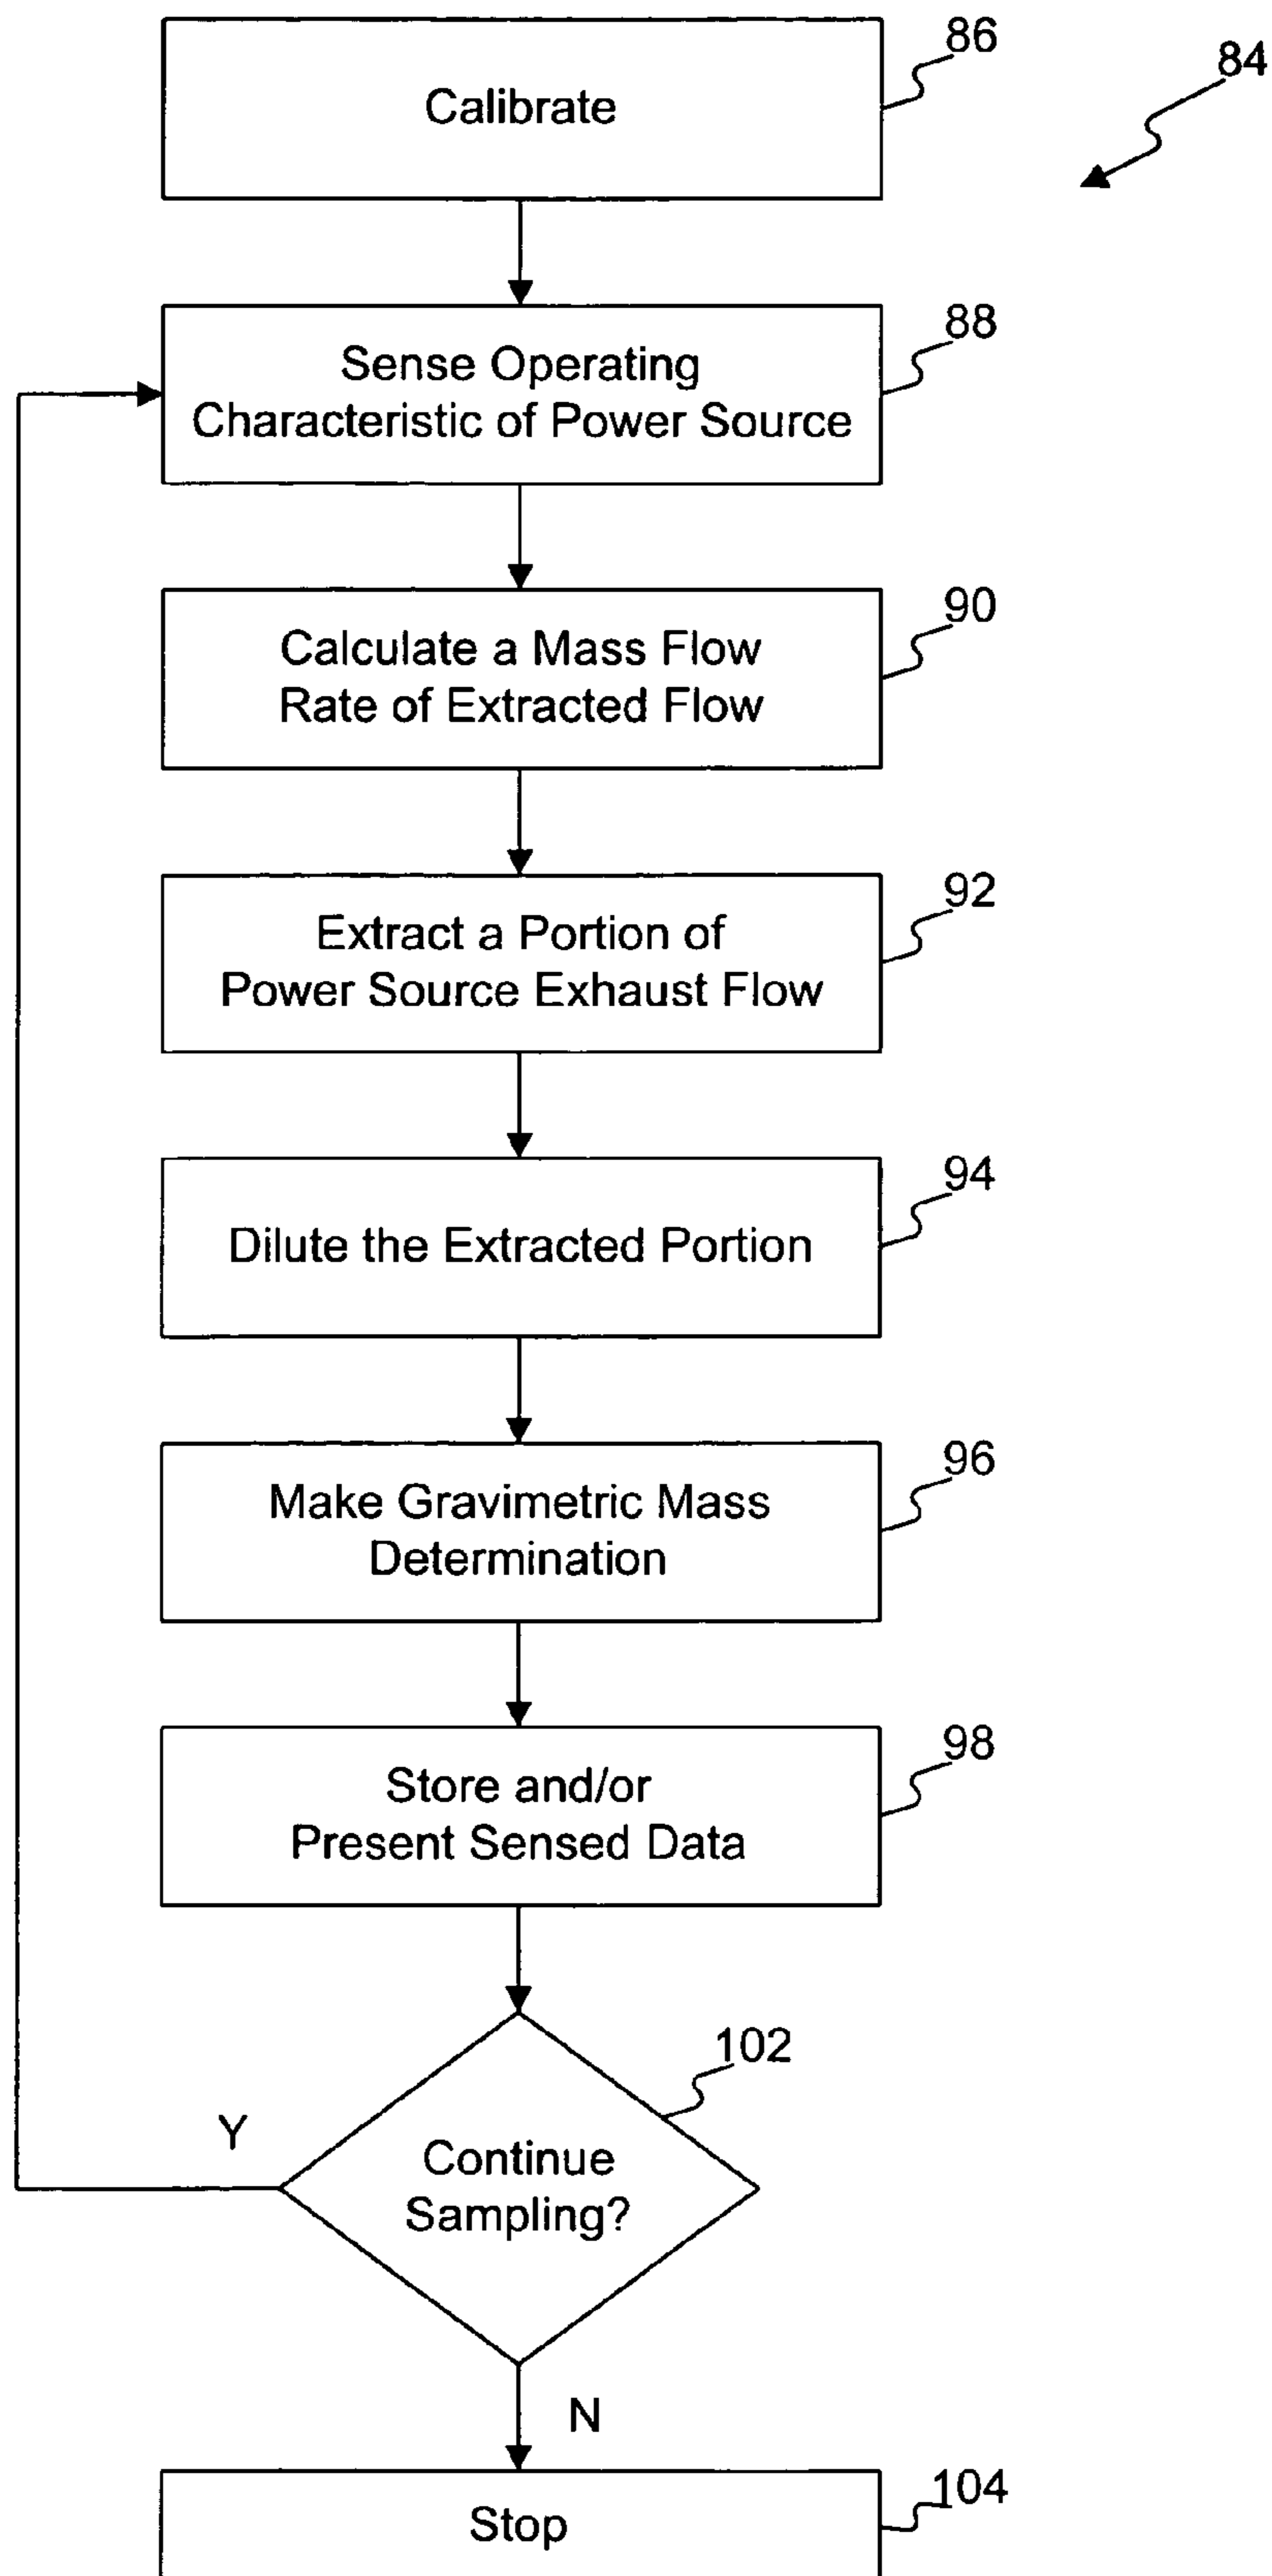 86
84
Calibrate
88
Sense Operating
Characteristic of Power Source
90
Calculate a Mass Flow
Rate of Extracted Flow
92
Extract a Portion of
Power Source Exhaust Flow
94
Dilute the Extracted Portion
96
Make Gravimetric Mass
Determination
98
Store and/or
Present Sensed Data
102
Y
Continue
Sampling?
N
104
Stop